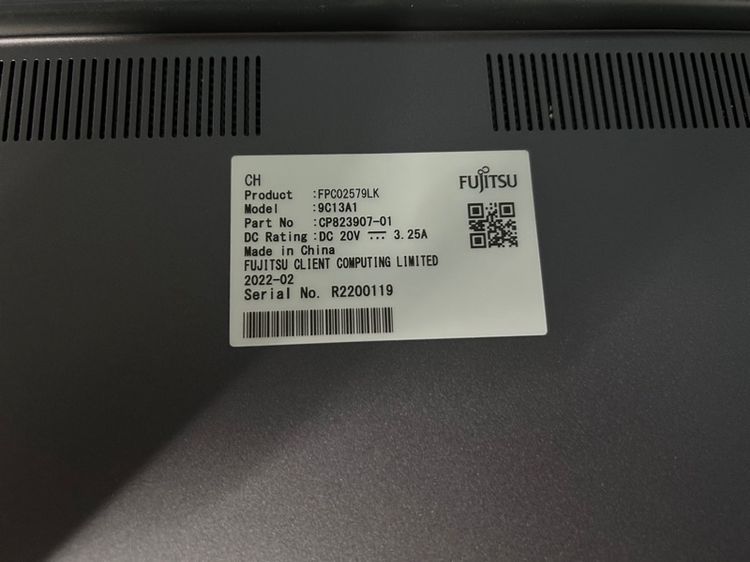 CH
FUJITSU
Product :FPC02579LK
Model :9C13A1
Part No :CP823907-01
DC Rating:DC 20V ⎓ 3.25A
Made in China
FUJITSU CLIENT COMPUTING LIMITED
2022-02
Serial No. R2200119